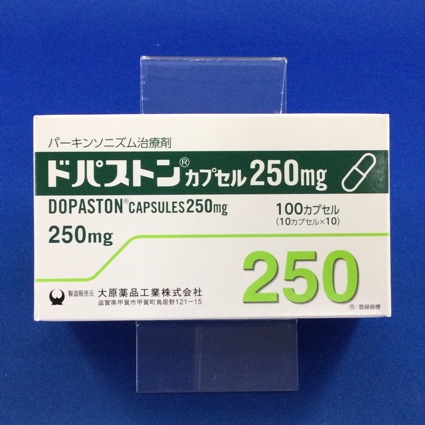 パーキンソニズム治療剤
ドパストン®カプセル250mg
DOPASTON®CAPSULES250mg
100カプセル
(10カプセル×10)
250mg
250
製造販売元 大原薬品工業株式会社
滋賀県甲賀市甲賀町鳥居野121-15
®:登録商標